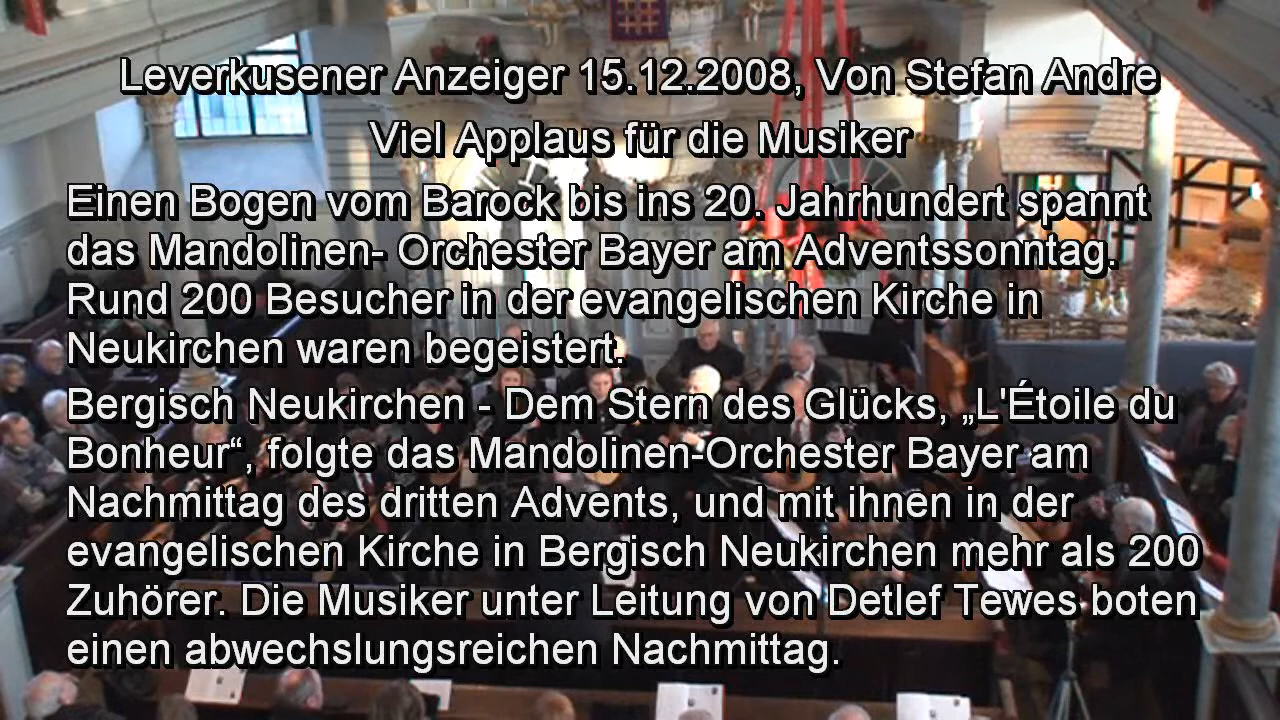 Leverkusener Anzeiger 15.12.2008, Von Stefan Andre
Viel Applaus für die Musiker
Einen Bogen vom Barock bis ins 20. Jahrhundert spannt
das Mandolinen- Orchester Bayer am Adventssonntag.
Rund 200 Besucher in der evangelischen Kirche in
Neukirchen waren begeistert.
Bergisch Neukirchen - Dem Stern des Glücks, „L'Étoile du
Bonheur“, folgte das Mandolinen-Orchester Bayer am
Nachmittag des dritten Advents, und mit ihnen in der
evangelischen Kirche in Bergisch Neukirchen mehr als 200
Zuhörer. Die Musiker unter Leitung von Detlef Tewes boten
einen abwechslungsreichen Nachmittag.